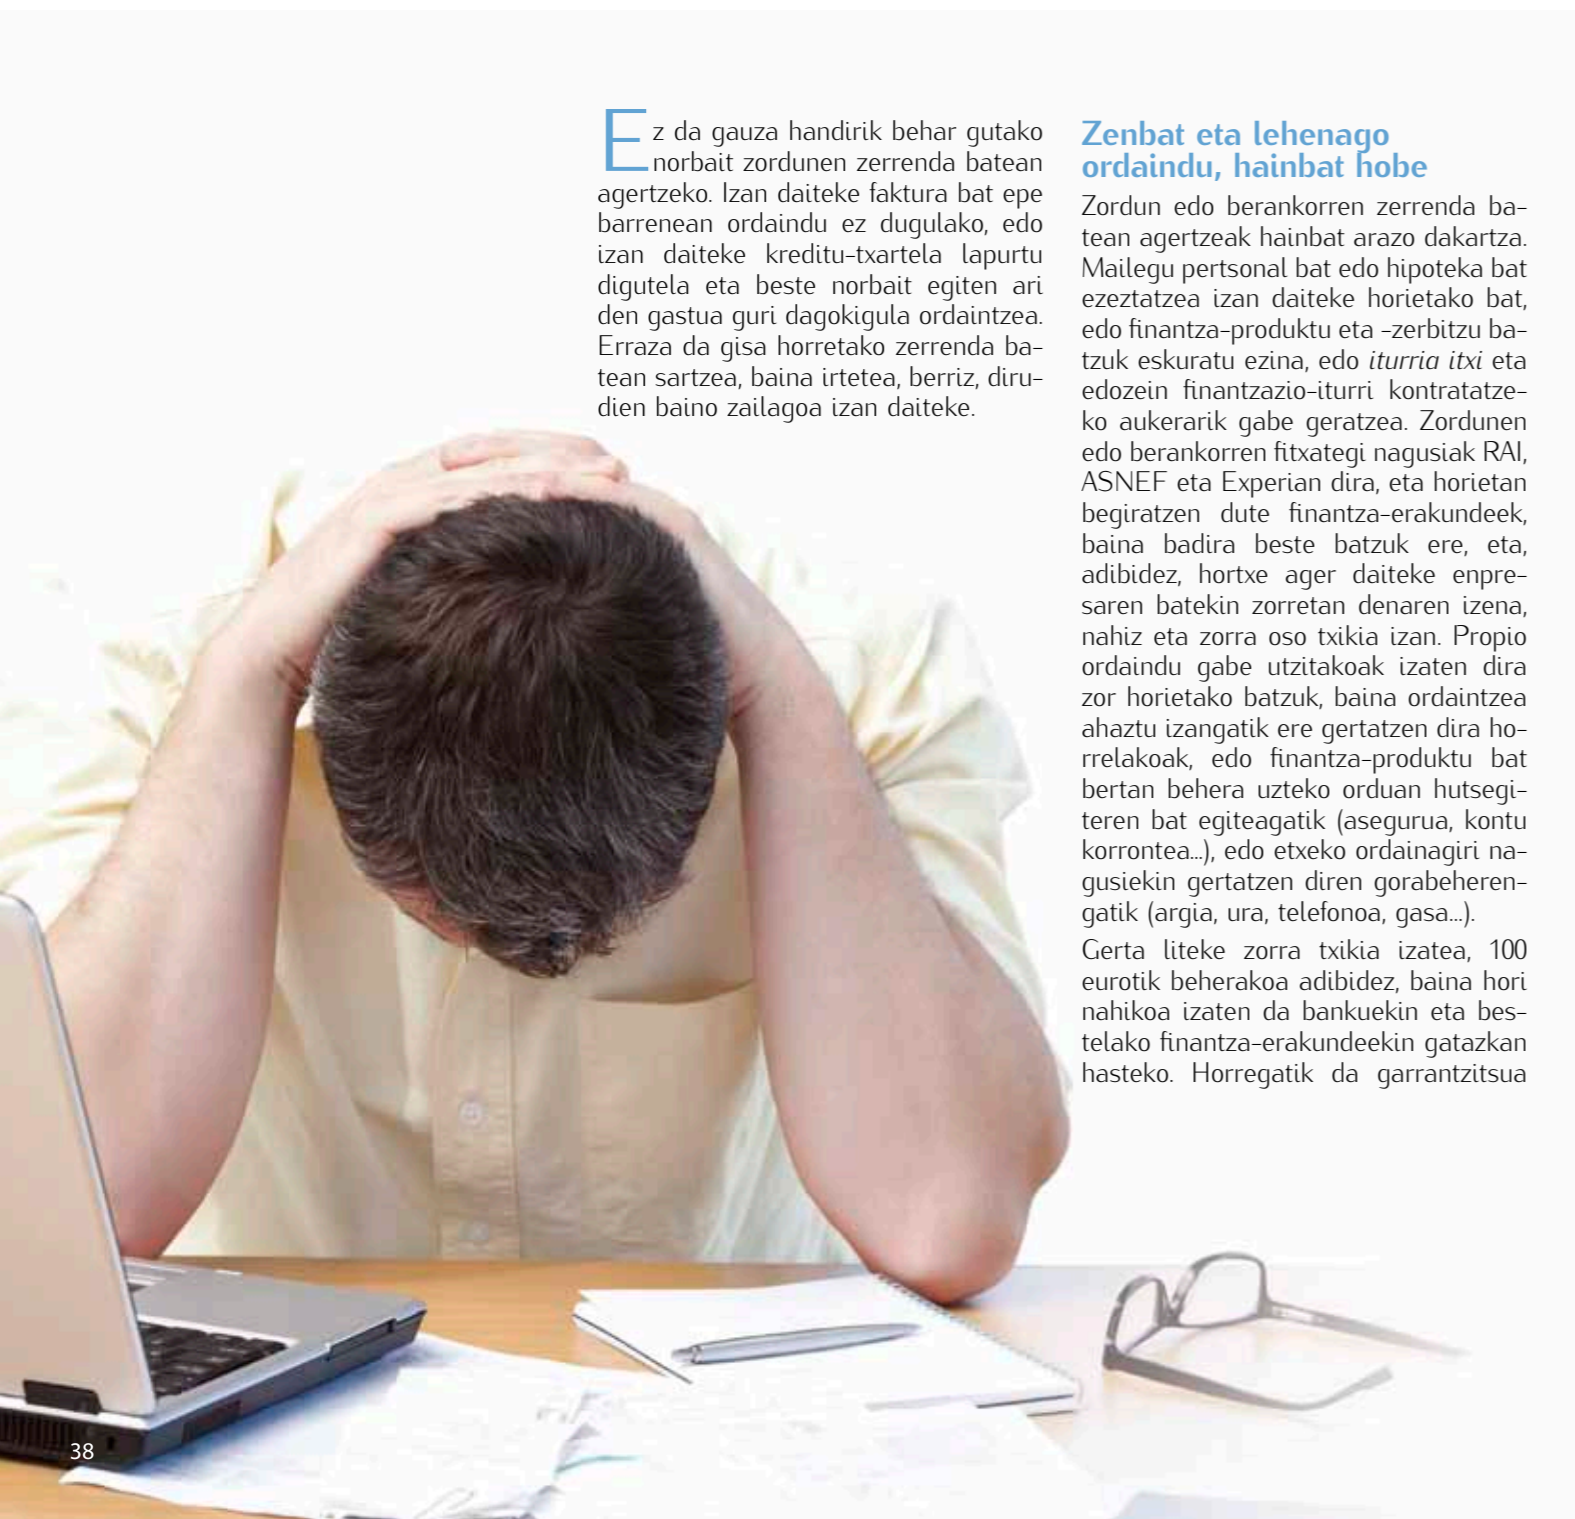 Ez da gauza handirik behar gutako
norbait zordunen zerrenda batean
agertzeko. Izan daiteke faktura bat epe
barrenean ordaindu ez dugulako, edo
izan daiteke kreditu-txartela lapurtu
digutela eta beste norbait egiten ari
den gastua guri dagokigula ordaintzea.
Erraza da gisa horretako zerrenda ba-
tean sartzea, baina irtetea, berriz, diru-
dien baino zailagoa izan daiteke.
Zenbat eta lehenago
ordaindu, hainbat hobe
Zordun edo berankorren zerrenda ba-
tean agertzeak hainbat arazo dakartza.
Mailegu pertsonal bat edo hipoteka bat
ezeztatzea izan daiteke horietako bat,
edo finantza-produktu eta -zerbitzu ba-
tzuk eskuratu ezina, edo iturria itxi eta
edozein finantzazio-iturri kontratatze-
ko aukerarik gabe geratzea. Zordunen
edo berankorren fitxategi nagusiak RAI,
ASNEF eta Experian dira, eta horietan
begiratzen dute finantza-erakundeek,
baina badira beste batzuk ere, eta,
adibidez, hortxe ager daiteke enpre-
saren batekin zorretan denaren izena,
nahiz eta zorra oso txikia izan. Propio
ordaindu gabe utzitakoak izaten dira
zor horietako batzuk, baina ordaintzea
ahaztu izangatik ere gertatzen dira ho-
rrelakoak, edo finantza-produktu bat
bertan behera uzteko orduan hutsegi-
teren bat egiteagatik (asegurua, kontu
korrontea...), edo etxeko ordainagiri na-
gusiekin gertatzen diren gorabeheren-
gatik (argia, ura, telefonoa, gasa...).
Gerta liteke zorra txikia izatea, 100
eurotik beherakoa adibidez, baina hori
nahikoa izaten da bankuekin eta bes-
telako finantza-erakundeekin gatazkan
hasteko. Horregatik da garrantzitsua
38